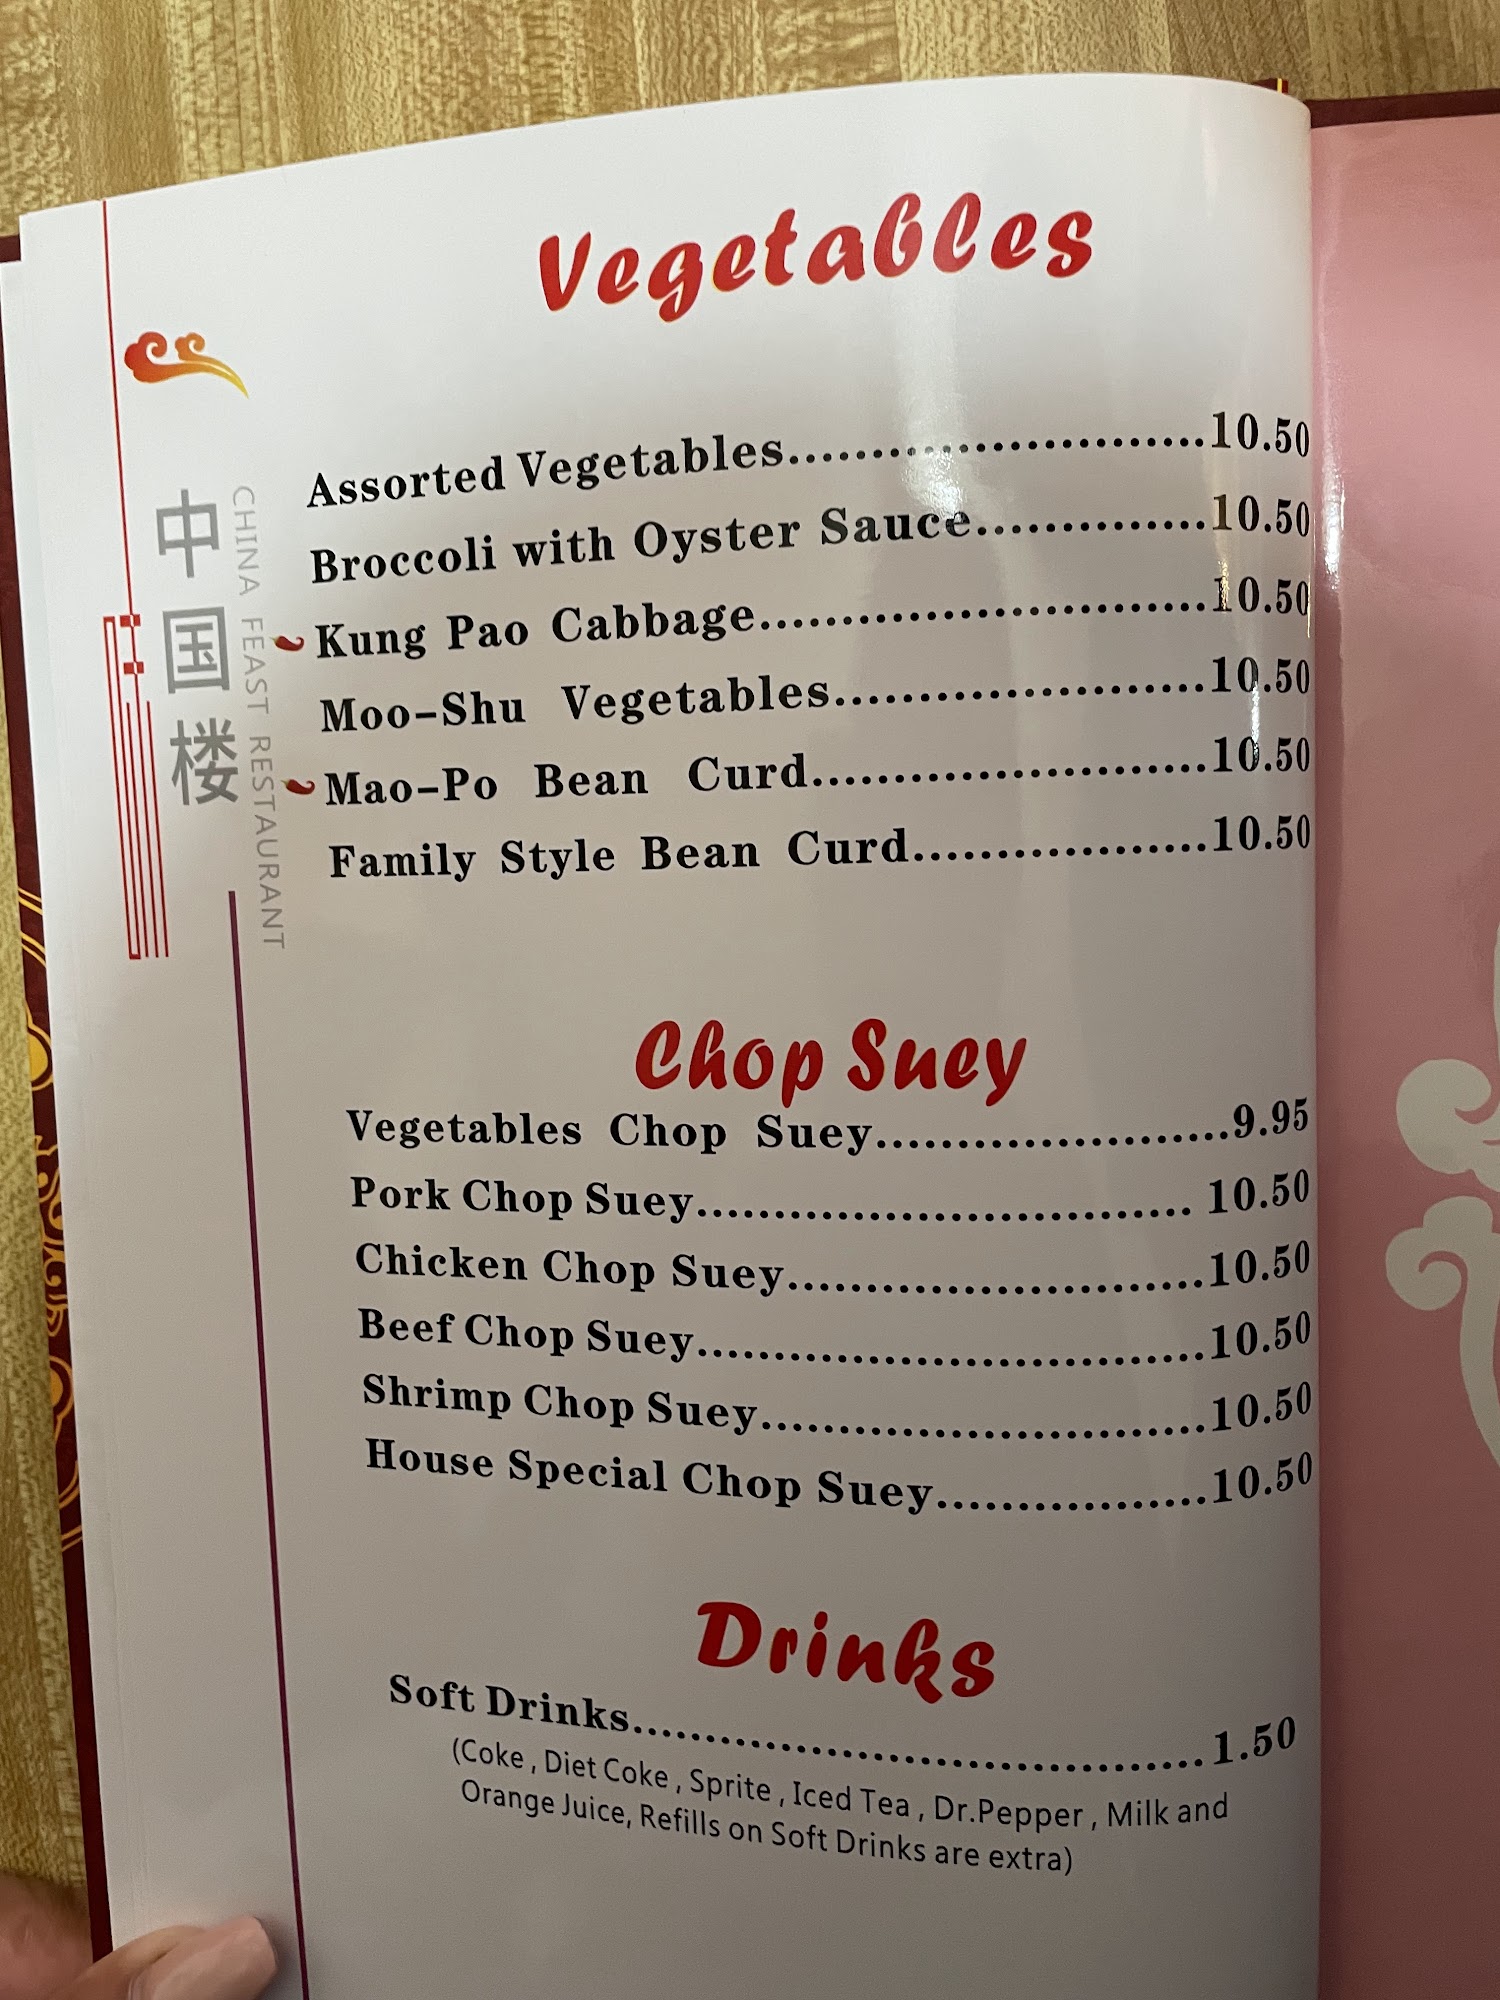 Vegetables
Assorted Vegetables..........................10.50
Broccoli with Oyster Sauce..............10.50
Kung Pao Cabbage............................10.50
Moo-Shu Vegetables.......................10.50
Mao-Po Bean Curd........................10.50
Family Style Bean Curd..................10.50
中国楼
CHINA FEAST RESTAURANT
Chop Suey
Vegetables Chop Suey......................9.95
Pork Chop Suey................................ 10.50
Chicken Chop Suey...........................10.50
Beef Chop Suey.................................10.50
Shrimp Chop Suey.............................10.50
House Special Chop Suey.................10.50
Drinks
Soft Drinks.......................................1.50
(Coke , Diet Coke , Sprite , Iced Tea , Dr.Pepper , Milk and
Orange Juice, Refills on Soft Drinks are extra)